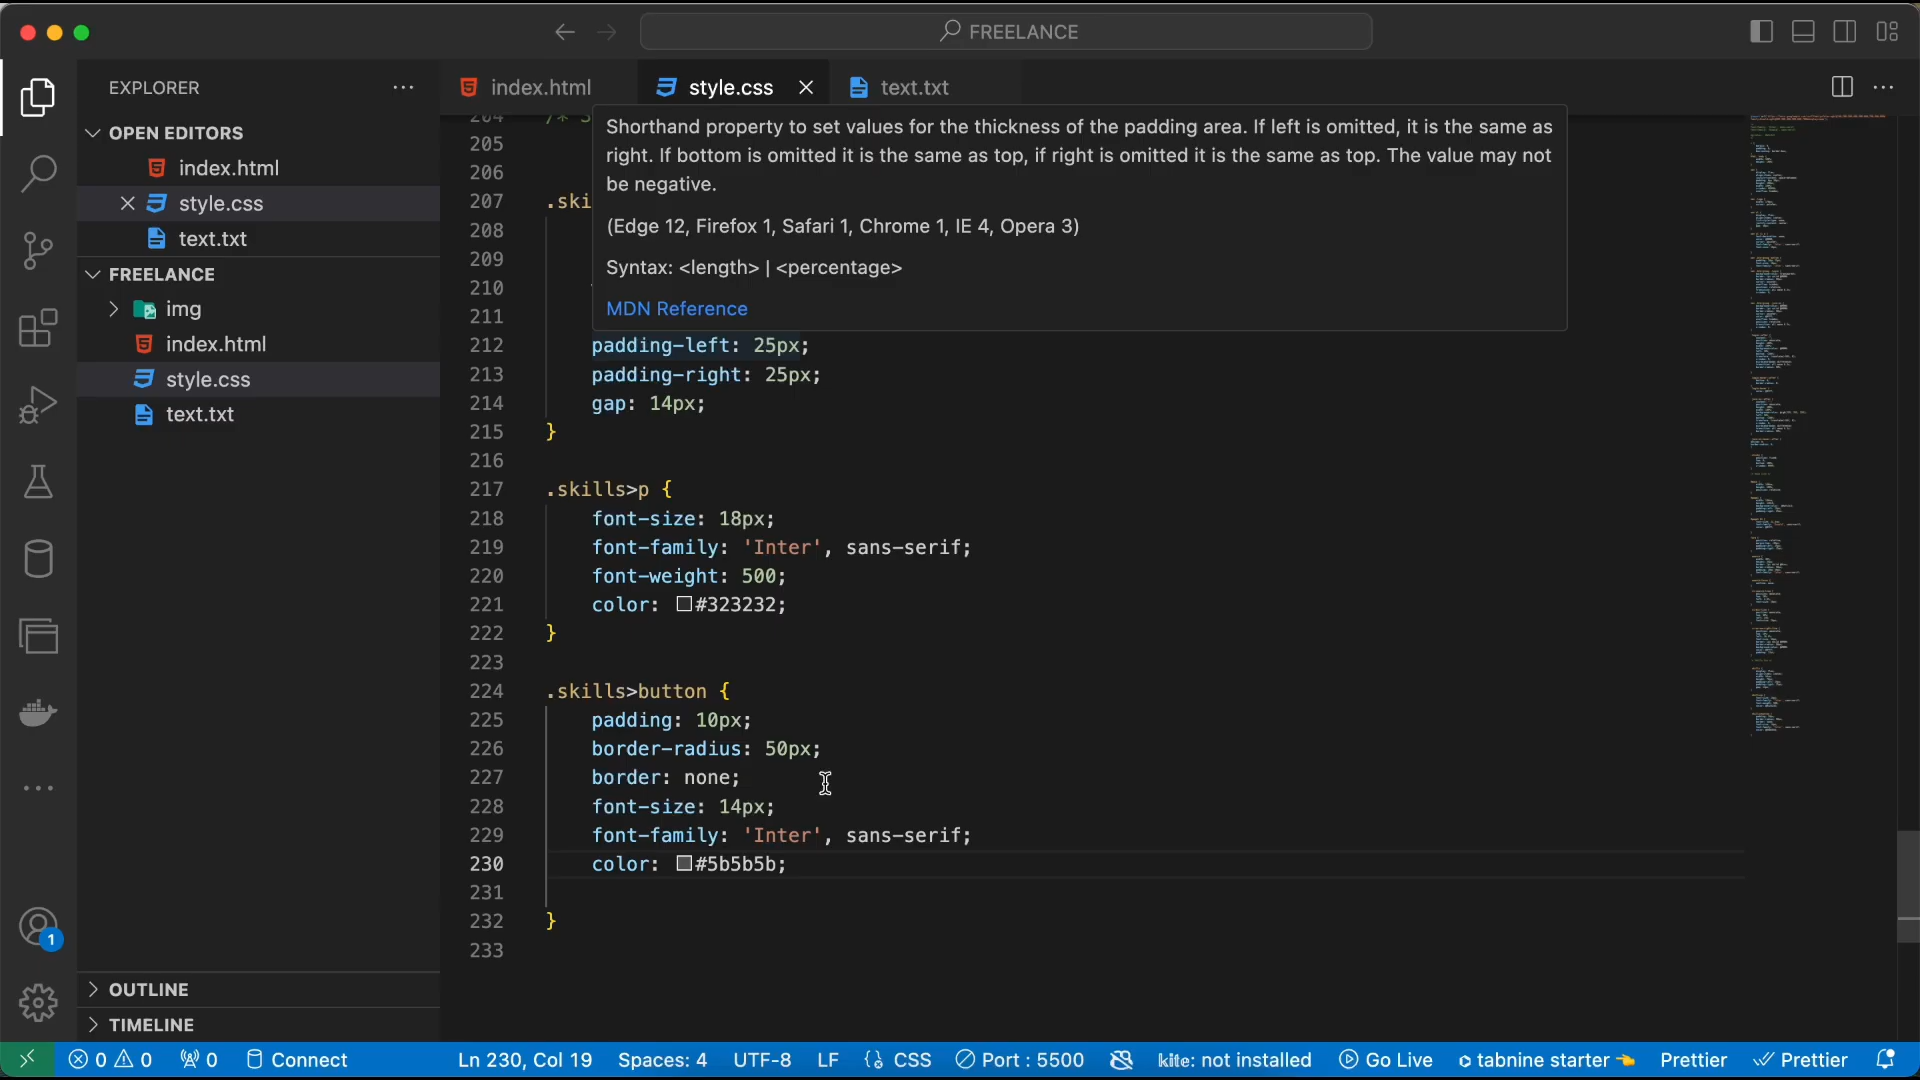 FREELANCE
EXPLORER
index.html
style.css
text.txt
OPEN EDITORS
index.html
style.css
text.txt
FREELANCE
img
index.html
style.css
text.txt
OUTLINE
TIMELINE
Shorthand property to set values for the thickness of the padding area. If left is omitted, it is the same as
right. If bottom is omitted it is the same as top, if right is omitted it is the same as top. The value may not
be negative.
(Edge 12, Firefox 1, Safari 1, Chrome 1, IE 4, Opera 3)
Syntax: <length> | <percentage>
MDN Reference
204 /* S
205
206
207 .ski
208
209
210
211
212 padding-left: 25px;
213 padding-right: 25px;
214 gap: 14px;
215 }
216
217 .skills>p {
218 font-size: 18px;
219 font-family: 'Inter', sans-serif;
220 font-weight: 500;
221 color: #323232;
222 }
223
224 .skills>button {
225 padding: 10px;
226 border-radius: 50px;
227 border: none;
228 font-size: 14px;
229 font-family: 'Inter', sans-serif;
230 color: #5b5b5b;
231
232 }
233
1
0 0 0 Connect Ln 230, Col 19 Spaces: 4 UTF-8 LF {} CSS Port : 5500 kite: not installed Go Live tabnine starter Prettier Prettier